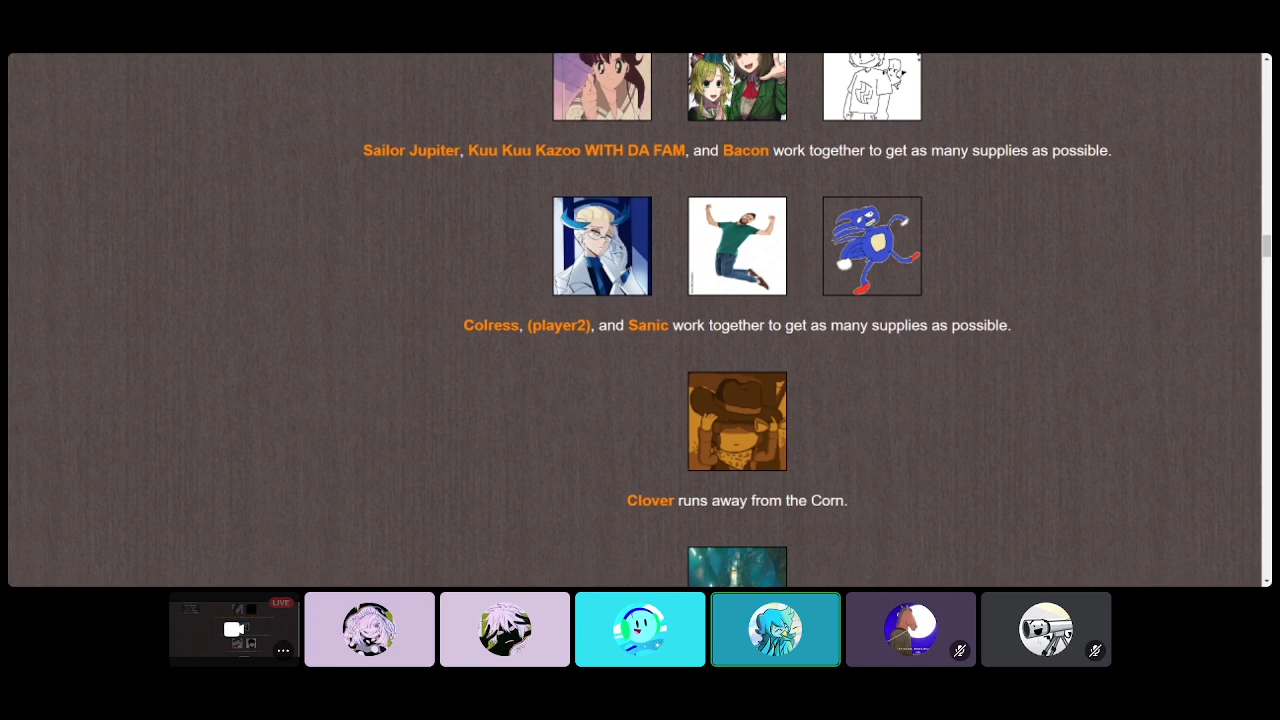 Sailor Jupiter, Kuu Kuu Kazoo WITH DA FAM, and Bacon work together to get as many supplies as possible.
Colress, (player2), and Sanic work together to get as many supplies as possible.
Clover runs away from the Corn.
LIVE